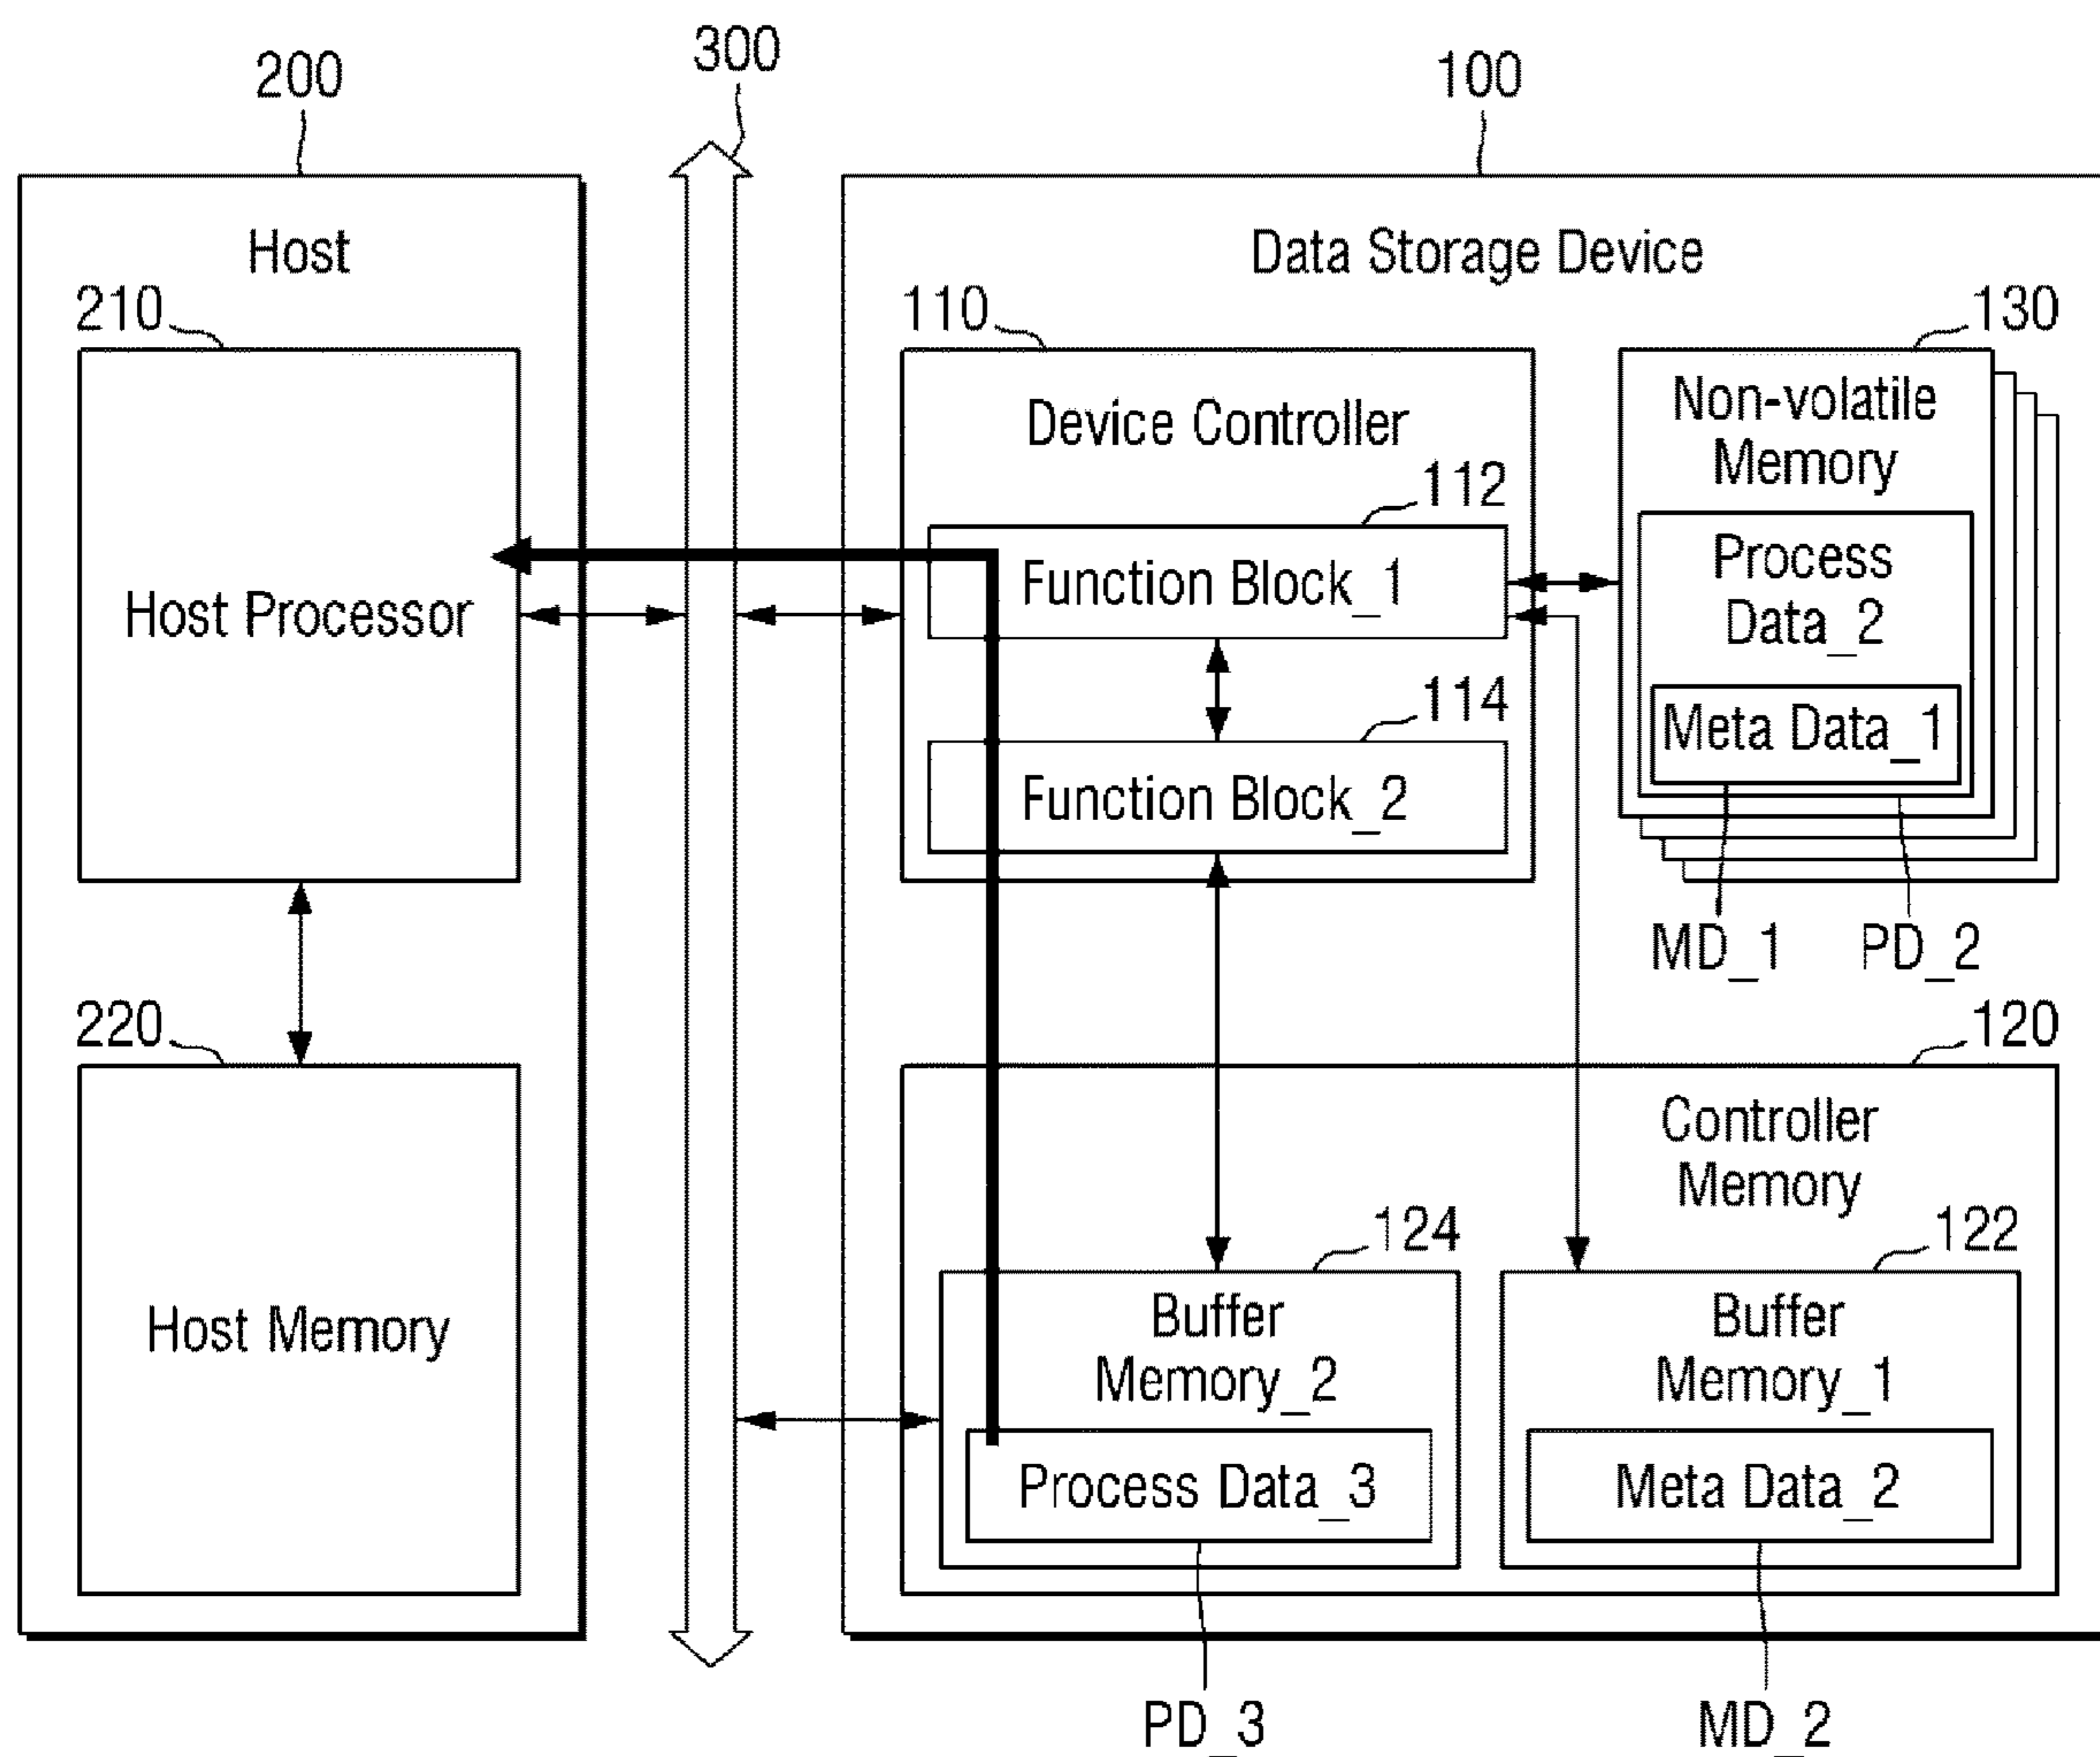 200
300
100
Host
Data Storage Device
210
110
130
Host Processor
Device Controller
112
Function Block_1
114
Function Block_2
Non-volatile
Memory
Process
Data_2
Meta Data_1
MD_1
PD_2
220
120
Host Memory
Controller
Memory
124
122
Buffer
Memory_2
Buffer
Memory_1
Process Data_3
Meta Data_2
PD_3
MD_2